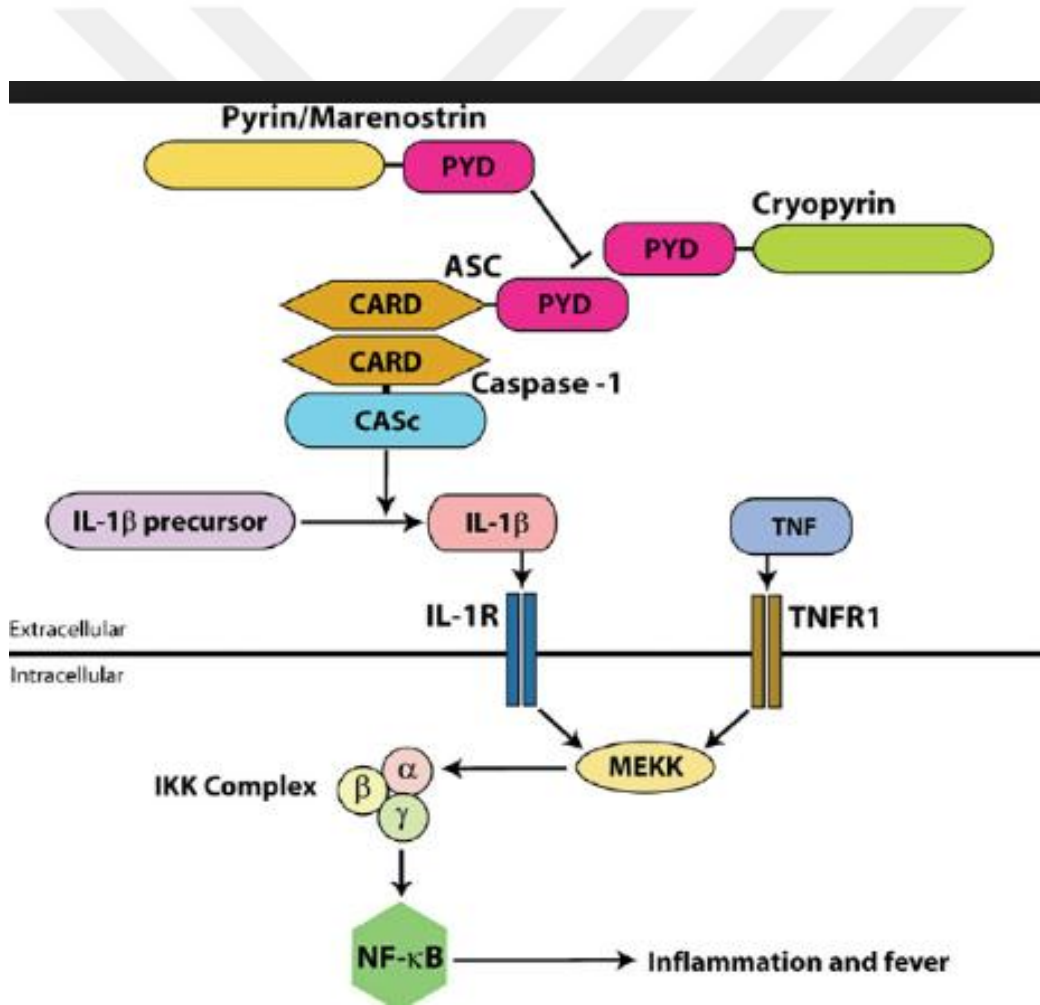 Pyrin/Marenostrin
PYD
Cryopyrin
PYD
ASC
CARD
PYD
CARD
Caspase -1
CASc
IL-1β precursor
IL-1β
TNF
IL-1R
TNFR1
Extracellular
Intracellular
MEKK
IKK Complex
α
β
γ
NF-κB
Inflammation and fever